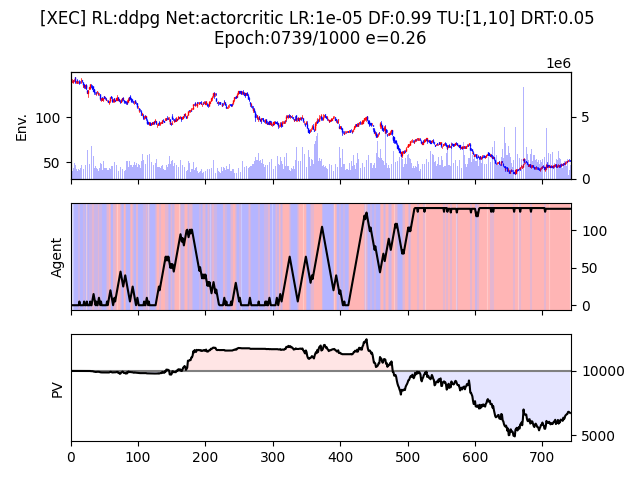 [XEC] RL:ddpg Net:actorcritic LR:1e-05 DF:0.99 TU:[1,10] DRT:0.05
Epoch:0739/1000 e=0.26
1e6
Env.
100
50
5
0
Agent
100
50
0
PV
10000
5000
0 100 200 300 400 500 600 700